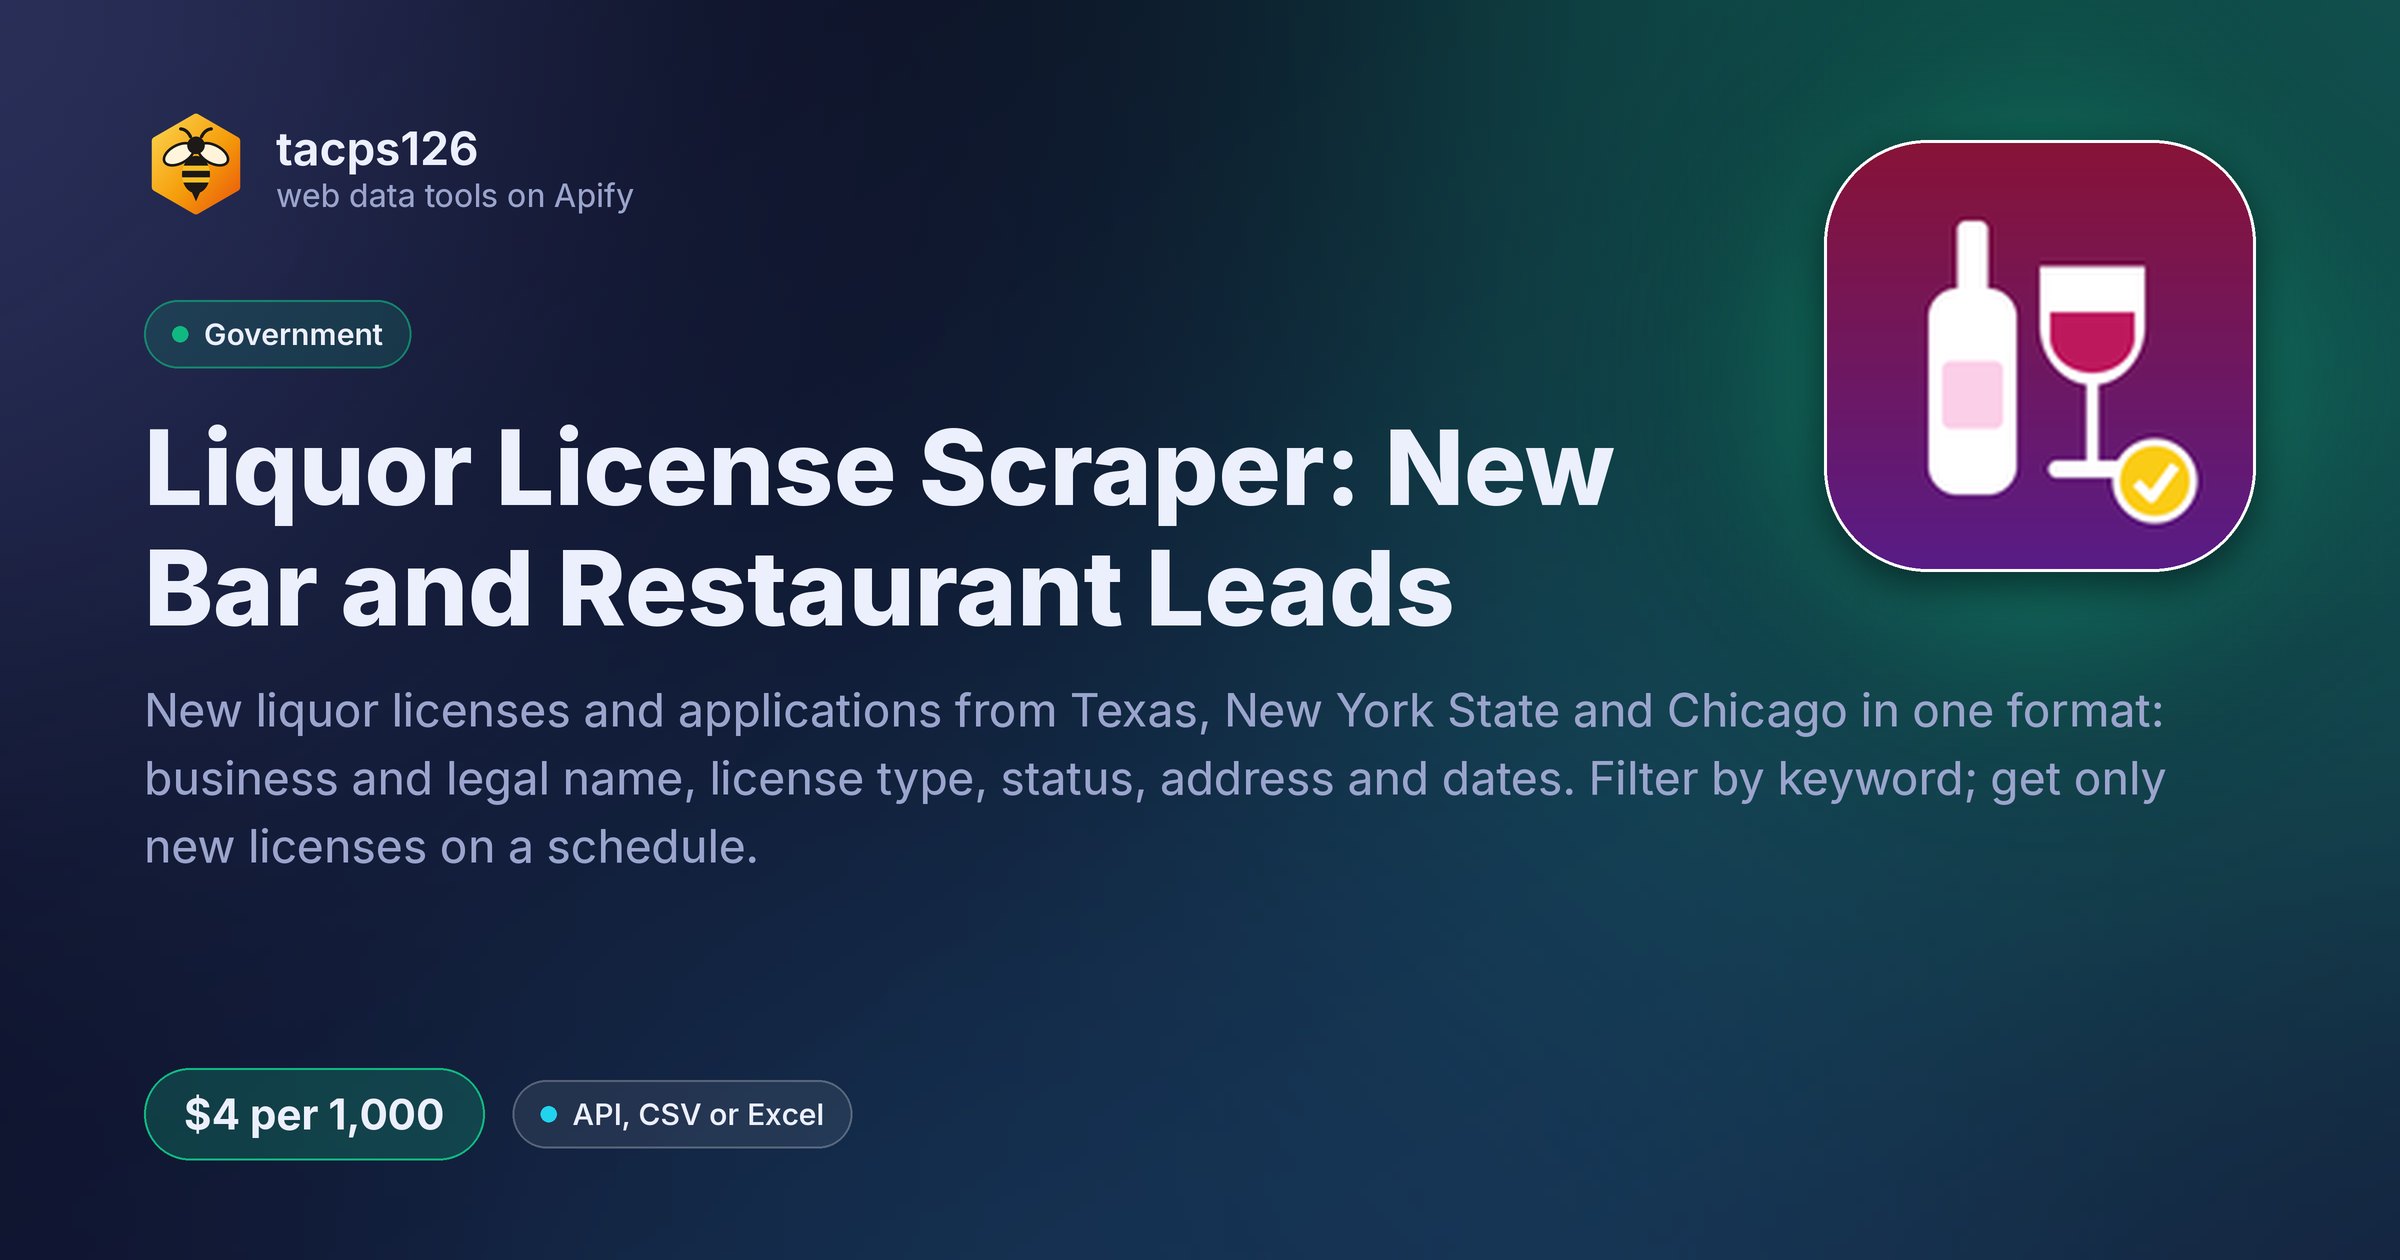 tacps126
web data tools on Apify
Government
Liquor License Scraper: New
Bar and Restaurant Leads
New liquor licenses and applications from Texas, New York State and Chicago in one format:
business and legal name, license type, status, address and dates. Filter by keyword; get only
new licenses on a schedule.
$4 per 1,000
API, CSV or Excel